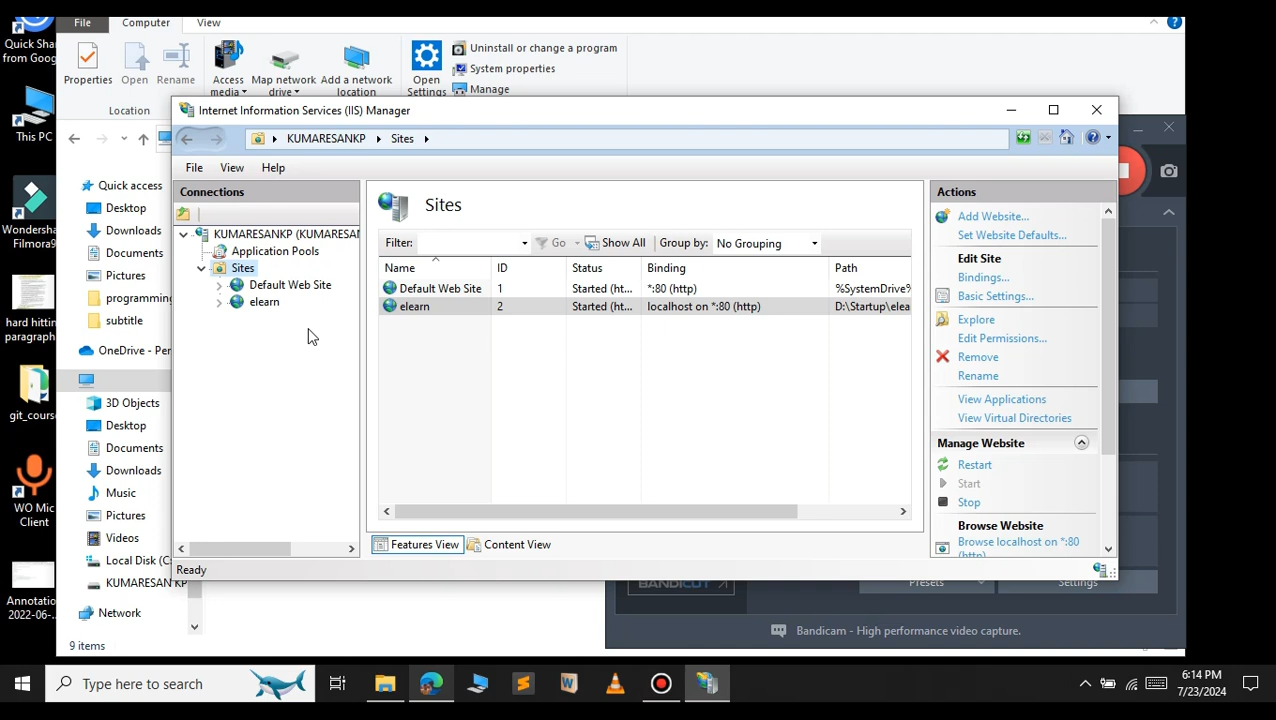 Quick Share
from Goog
This PC
Wondersha
Filmora9
hard hitting
paragraph
git_course
WO Mic
Client
Annotation
2022-06-...
File
Computer
View
Properties
Open
Rename
Access
media
Map network
drive
Add a network
location
Open
Settings
Uninstall or change a program
System properties
Manage
Location
Quick access
Desktop
Downloads
Documents
Pictures
programming
subtitle
OneDrive - Per
3D Objects
Desktop
Documents
Downloads
Music
Pictures
Videos
Local Disk (C:
KUMARESAN KP
Network
9 items
Internet Information Services (IIS) Manager
KUMARESANKP
Sites
File
View
Help
Connections
KUMARESANKP (KUMARESAN
Application Pools
Sites
Default Web Site
elearn
Sites
Filter:
Go
Show All
Group by:
No Grouping
Name ID Status Binding Path
Default Web Site 1 Started (ht... *:80 (http) %SystemDrive%
elearn 2 Started (ht... localhost on *:80 (http) D:\Startup\elea
Features View
Content View
Ready
Actions
Add Website...
Set Website Defaults...
Edit Site
Bindings...
Basic Settings...
Explore
Edit Permissions...
Remove
Rename
View Applications
View Virtual Directories
Manage Website
Restart
Start
Stop
Browse Website
Browse localhost on *:80
(http)
BANDICUT
Presets
Settings
Bandicam - High performance video capture.
Type here to search
6:14 PM
7/23/2024